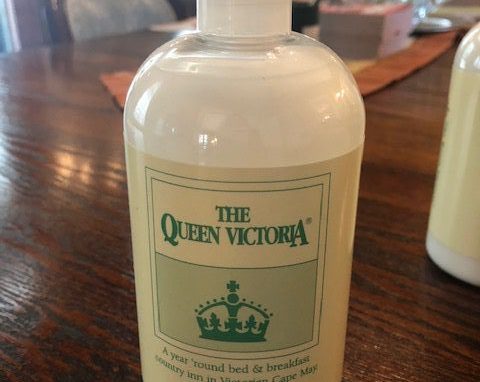 THE
QUEEN VICTORIA®
A year 'round bed & breakfast
country inn in Victorian Cape May